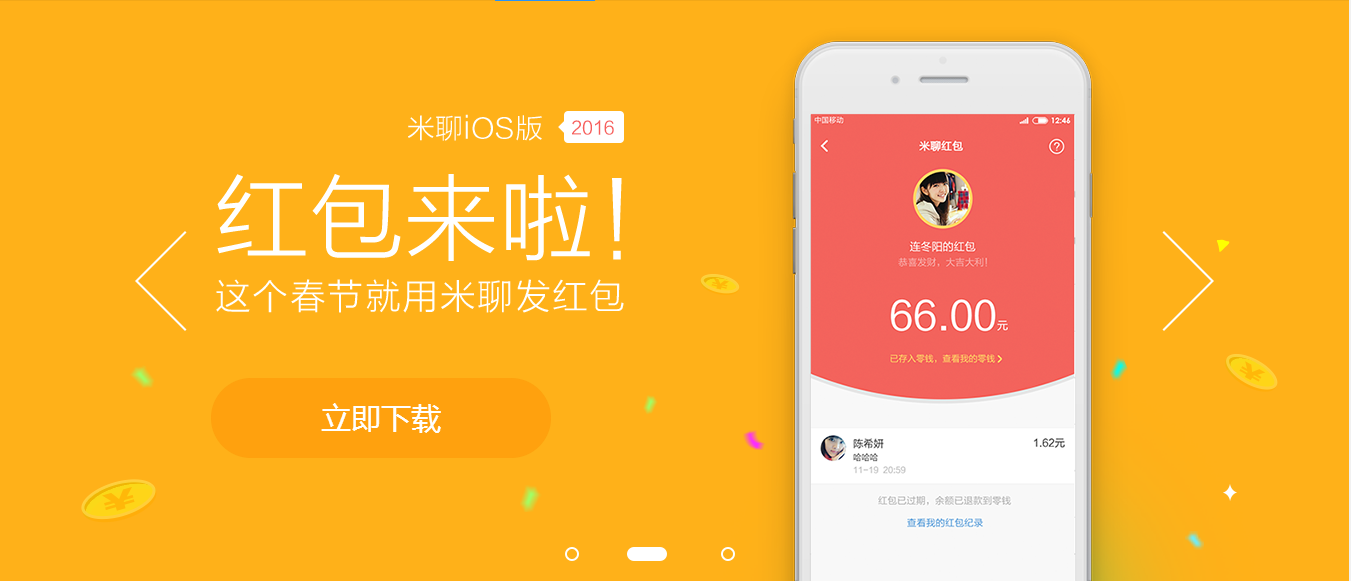 米聊iOS版 2016
红包来啦!
这个春节就用米聊发红包
立即下载
中国移动 12:46
米聊红包
连冬阳的红包
恭喜发财，大吉大利!
66.00元
已存入零钱，查看我的零钱
陈希妍 1.62元
哈哈哈
11-19 20:59
红包已过期，余额已退款到零钱
查看我的红包纪录